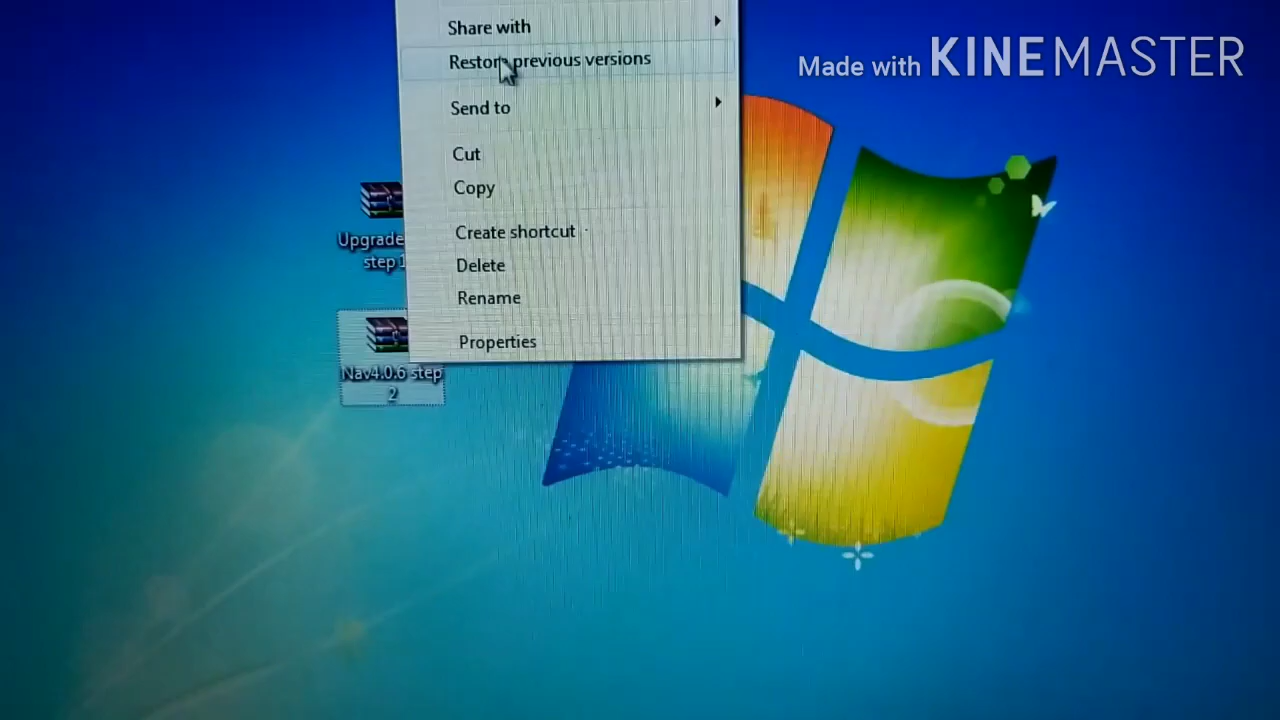 Share with
Restore previous versions
Made with KINEMASTER
Send to
Cut
Copy
Create shortcut
Delete
Rename
Properties
Upgrade
step 1
Nav4.0.6 step
2